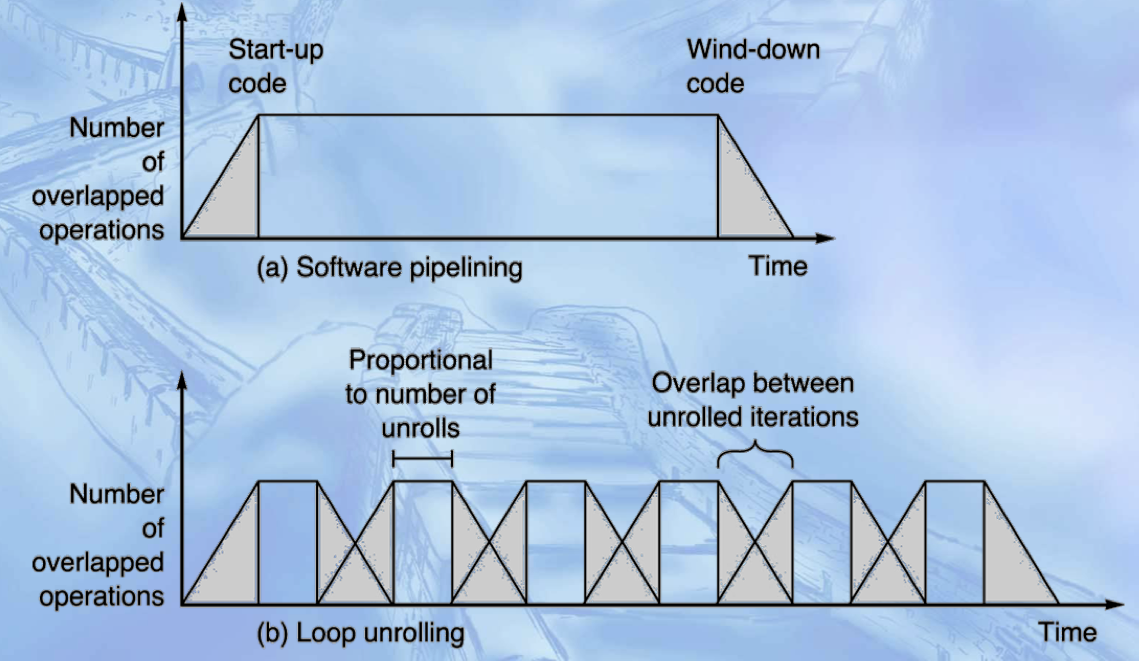 Start-up
code
Wind-down
code
Number
of
overlapped
operations
(a) Software pipelining
Time
Proportional
to number of
unrolls
Overlap between
unrolled iterations
Number
of
overlapped
operations
(b) Loop unrolling
Time